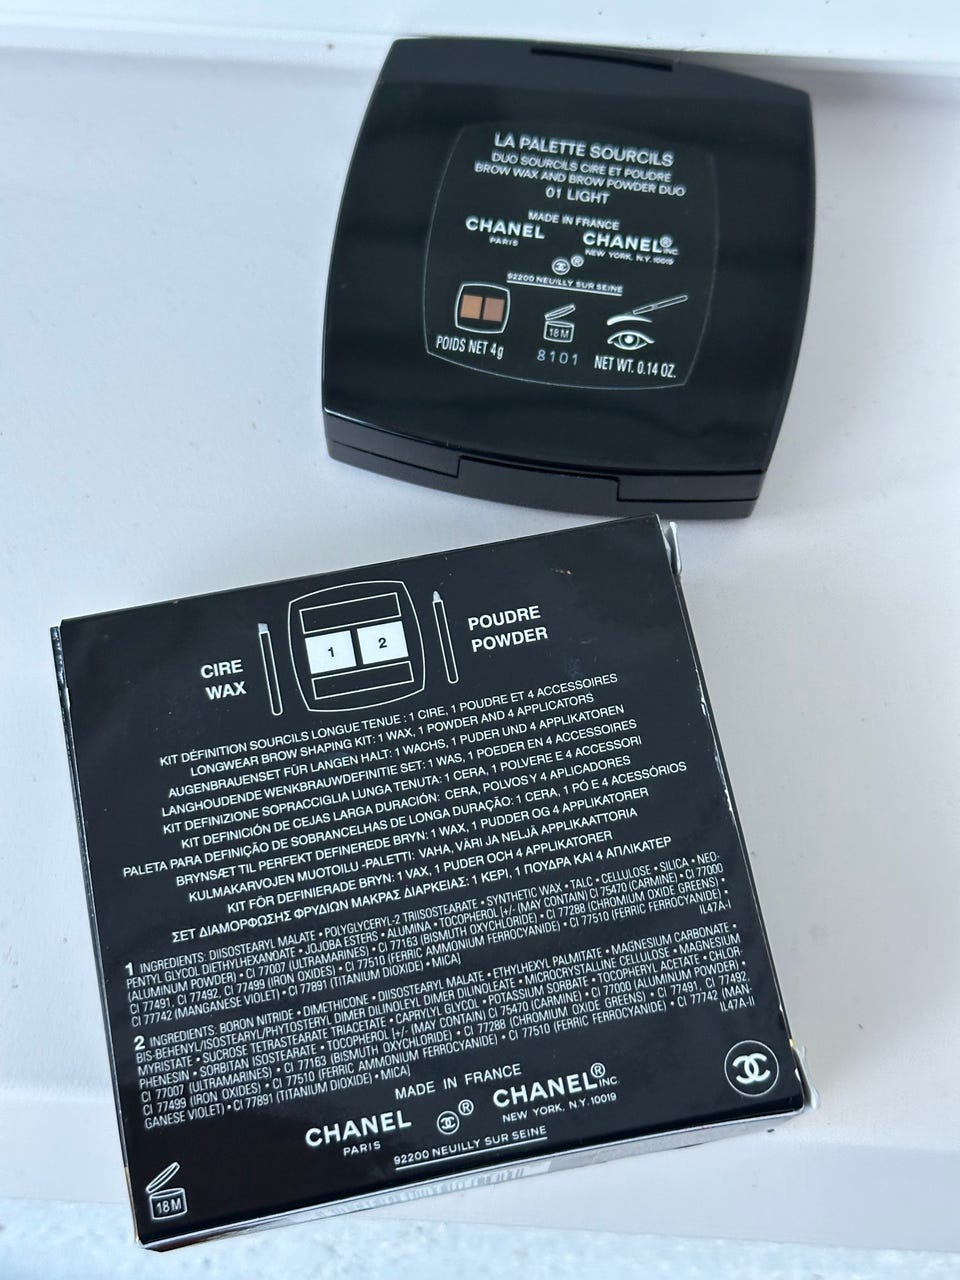 LA PALETTE SOURCILS
DUO SOURCILS CIRE ET POUDRE
BROW WAX AND BROW POWDER DUO
01 LIGHT
MADE IN FRANCE
CHANEL CHANEL®INC.
PARIS NEW YORK, N.Y. 10019
®
92200 NEUILLY SUR SEINE
18M
POIDS NET 4g 8101 NET WT. 0.14 OZ.
CIRE
WAX
1 2
POUDRE
POWDER
KIT DÉFINITION SOURCILS LONGUE TENUE : 1 CIRE, 1 POUDRE ET 4 ACCESSOIRES
LONGWEAR BROW SHAPING KIT: 1 WAX, 1 POWDER AND 4 APPLICATORS
AUGENBRAUENSET FÜR LANGEN HALT: 1 WACHS, 1 PUDER UND 4 APPLIKATOREN
LANGHOUDENDE WENKBRAUWDEFINITIE SET: 1 WAS, 1 POEDER EN 4 ACCESSOIRES
KIT DEFINIZIONE SOPRACCIGLIA LUNGA TENUTA: 1 CERA, 1 POLVERE E 4 ACCESSORI
KIT DEFINICIÓN DE CEJAS LARGA DURACIÓN: CERA, POLVOS Y 4 APLICADORES
PALETA PARA DEFINIÇÃO DE SOBRANCELHAS DE LONGA DURAÇÃO: 1 CERA, 1 PÓ E 4 ACESSÓRIOS
BRYNSÆT TIL PERFEKT DEFINEREDE BRYN: 1 WAX, 1 PUDDER OG 4 APPLIKATORER
KULMAKARVOJEN MUOTOILU -PALETTI: VAHA, VÄRI JA NELJÄ APPLIKAATTORIA
KIT FÖR DEFINIERADE BRYN: 1 VAX, 1 PUDER OCH 4 APPLIKATORER
ΣΕΤ ΔΙΑΜΟΡΦΩΣΗΣ ΦΡΥΔΙΩΝ ΜΑΚΡΑΣ ΔΙΑΡΚΕΙΑΣ: 1 ΚΕΡΙ, 1 ΠΟΥΔΡΑ ΚΑΙ 4 ΑΠΛΙΚΑΤΕΡ
1 INGREDIENTS: DIISOSTEARYL MALATE • POLYGLYCERYL-2 TRIISOSTEARATE • SYNTHETIC WAX • TALC • CELLULOSE • SILICA • NEO-
PENTYL GLYCOL DIETHYLHEXANOATE • JOJOBA ESTERS • ALUMINA • TOCOPHEROL [+/- (MAY CONTAIN) CI 75470 (CARMINE) • CI 77000
(ALUMINUM POWDER) • CI 77007 (ULTRAMARINES) • CI 77163 (BISMUTH OXYCHLORIDE) • CI 77288 (CHROMIUM OXIDE GREENS) •
CI 77491, CI 77492, CI 77499 (IRON OXIDES) • CI 77510 (FERRIC AMMONIUM FERROCYANIDE) • CI 77510 (FERRIC FERROCYANIDE) •
CI 77742 (MANGANESE VIOLET) • CI 77891 (TITANIUM DIOXIDE) • MICA] IL47A-I
2 INGREDIENTS: BORON NITRIDE • DIMETHICONE • DIISOSTEARYL MALATE • ETHYLHEXYL PALMITATE • MAGNESIUM CARBONATE •
BIS-BEHENYL/ISOSTEARYL/PHYTOSTERYL DIMER DILINOLEYL DIMER DILINOLEATE • MICROCRYSTALLINE CELLULOSE • MAGNESIUM
MYRISTATE • SUCROSE TETRASTEARATE TRIACETATE • CAPRYLYL GLYCOL • POTASSIUM SORBATE • TOCOPHERYL ACETATE • CHLOR-
PHENESIN • SORBITAN ISOSTEARATE • TOCOPHEROL [+/- (MAY CONTAIN) CI 75470 (CARMINE) • CI 77000 (ALUMINUM POWDER) •
CI 77007 (ULTRAMARINES) • CI 77163 (BISMUTH OXYCHLORIDE) • CI 77288 (CHROMIUM OXIDE GREENS) • CI 77491, CI 77492,
CI 77499 (IRON OXIDES) • CI 77510 (FERRIC AMMONIUM FERROCYANIDE) • CI 77510 (FERRIC FERROCYANIDE) • CI 77742 (MAN-
GANESE VIOLET) • CI 77891 (TITANIUM DIOXIDE) • MICA] IL47A-II
MADE IN FRANCE
CHANEL ® CHANEL®INC.
PARIS NEW YORK, N.Y. 10019
92200 NEUILLY SUR SEINE
18M